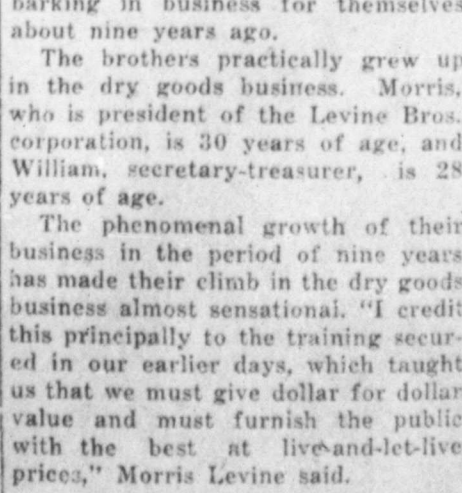 barking in business for themselves
about nine years ago.
The brothers practically grew up
in the dry goods business. Morris,
who is president of the Levine Bros.
corporation, is 30 years of age, and
William, secretary-treasurer, is 28
years of age.
The phenomenal growth of their
business in the period of nine years
has made their climb in the dry goods
business almost sensational. "I credit
this principally to the training secur-
ed in our earlier days, which taught
us that we must give dollar for dollar
value and must furnish the public
with the best at live-and-let-live
prices," Morris Levine said.